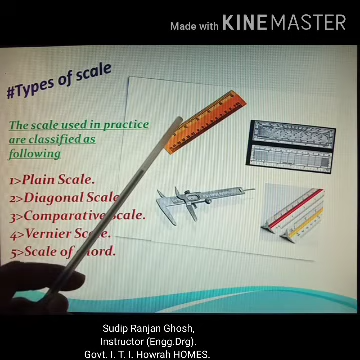 Made with KINEMASTER
#Types of scale
The scale used in practice
are classified as
following
1>Plain Scale.
2>Diagonal Scale
3>Comparative Scale.
4>Vernier Scale.
5>Scale of Chord.
Sudip Ranjan Ghosh,
Instructor (Engg.Drg).
Govt. I. T. I. Howrah HOMES.